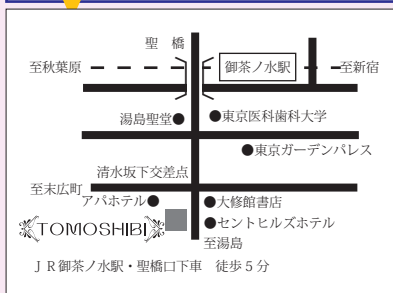 聖 橋
至秋葉原
御茶ノ水駅
至新宿
湯島聖堂●
●東京医科歯科大学
●東京ガーデンパレス
清水坂下交差点
至末広町
アパホテル●
●大修館書店
TOMOSHIBI
●セントヒルズホテル
至湯島
ＪＲ御茶ノ水駅・聖橋口下車　徒歩５分